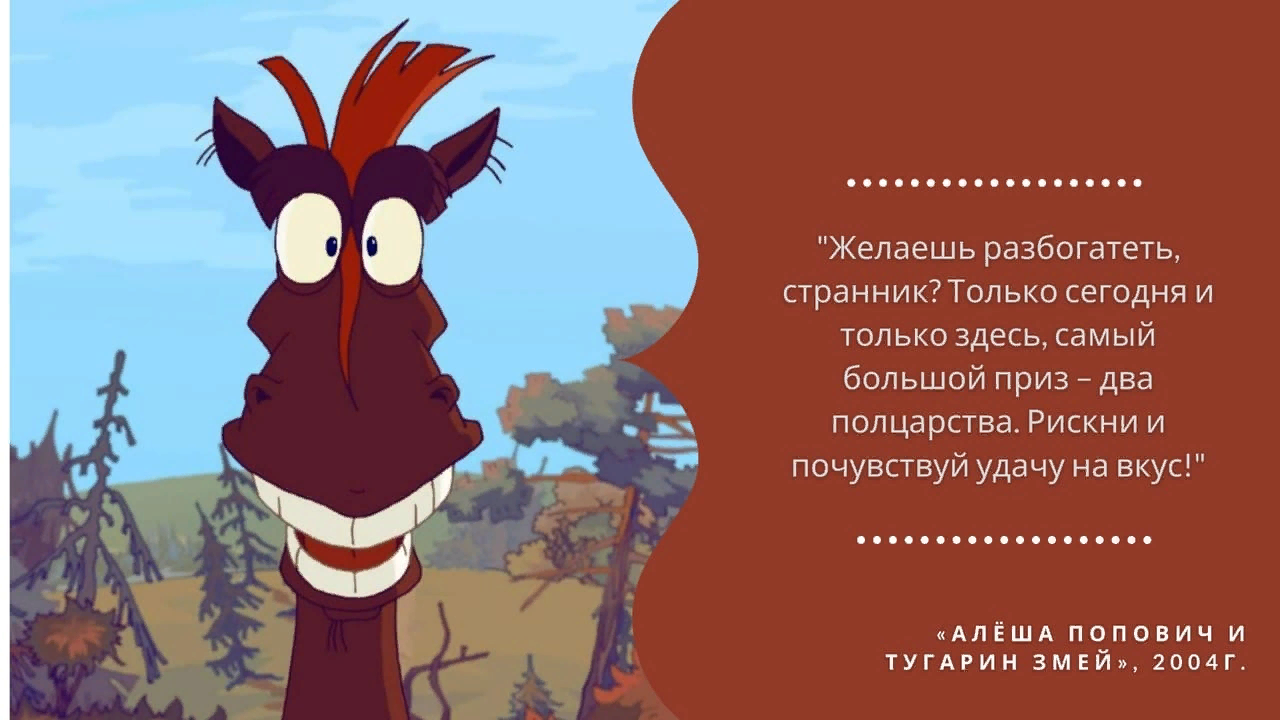 "Желаешь разбогатеть,
странник? Только сегодня и
только здесь, самый
большой приз – два
полцарства. Рискни и
почувствуй удачу на вкус!"
«АЛЁША ПОПОВИЧ И
ТУГАРИН ЗМЕЙ», 2004Г.